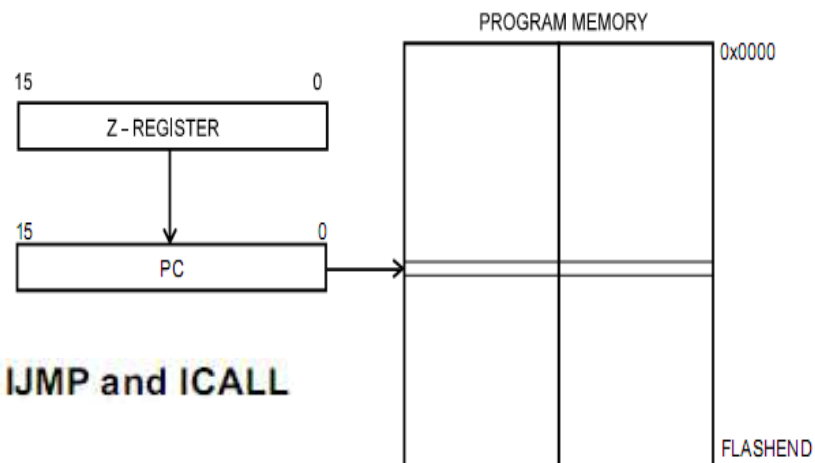 PROGRAM MEMORY
0x0000
15 0
Z - REGISTER
15 0
PC
IJMP and ICALL
FLASHEND